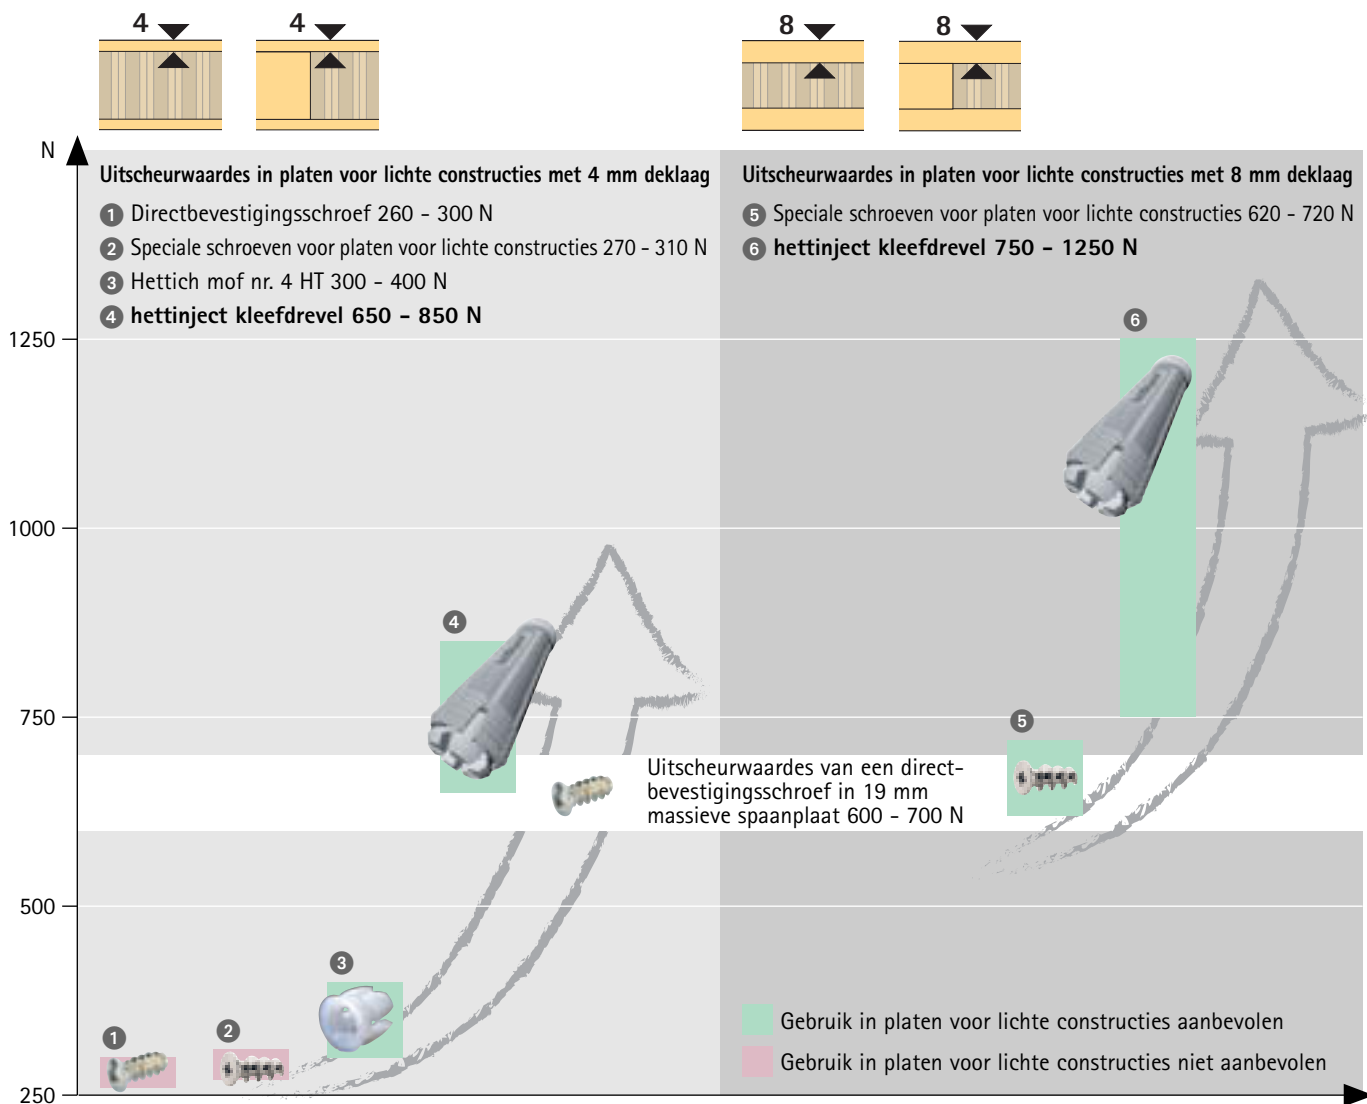 4 4 8 8
N
Uitscheurwaardes in platen voor lichte constructies met 4 mm deklaag
1 Directbevestigingsschroef 260 - 300 N
2 Speciale schroeven voor platen voor lichte constructies 270 - 310 N
3 Hettich mof nr. 4 HT 300 - 400 N
4 hettinject kleefdrevel 650 - 850 N
Uitscheurwaardes in platen voor lichte constructies met 8 mm deklaag
5 Speciale schroeven voor platen voor lichte constructies 620 - 720 N
6 hettinject kleefdrevel 750 - 1250 N
6
1250
1000
4
750
5
Uitscheurwaardes van een direct-
bevestigingsschroef in 19 mm
massieve spaanplaat 600 - 700 N
500
3
2
1
250
Gebruik in platen voor lichte constructies aanbevolen
Gebruik in platen voor lichte constructies niet aanbevolen